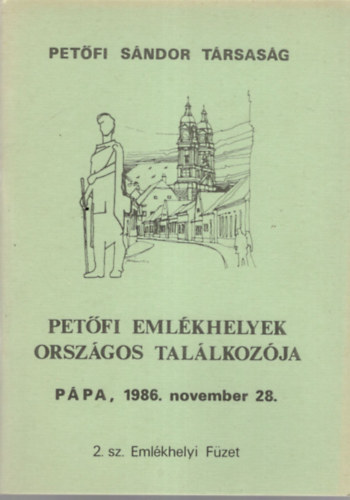 PETŐFI SÁNDOR TÁRSASÁG
PETŐFI EMLÉKHELYEK
ORSZÁGOS TALÁLKOZÓJA
PÁPA, 1986. november 28.
2. sz. Emlékhelyi Füzet